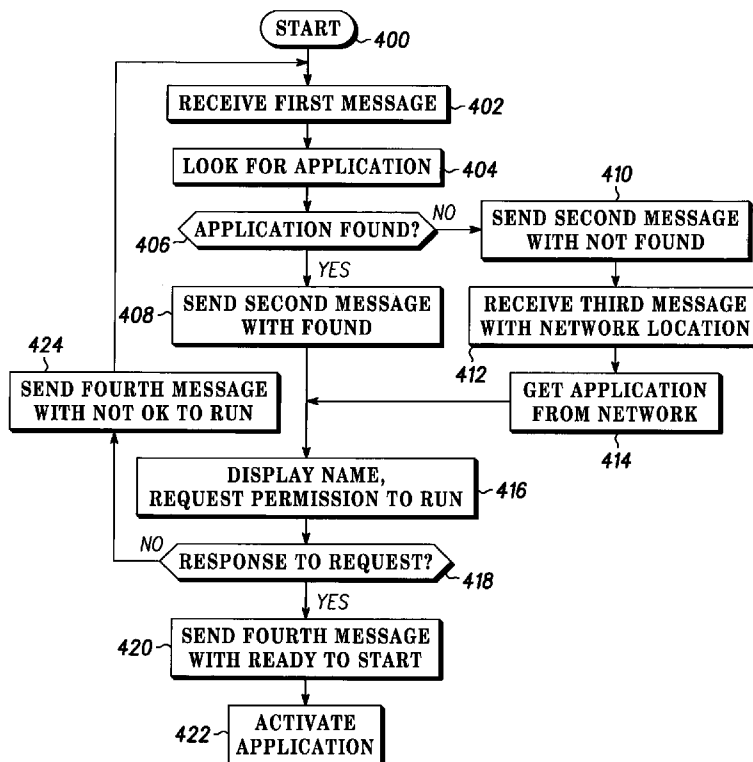 START
400
RECEIVE FIRST MESSAGE
402
LOOK FOR APPLICATION
404
APPLICATION FOUND?
406
NO
YES
410
SEND SECOND MESSAGE
WITH NOT FOUND
408
SEND SECOND MESSAGE
WITH FOUND
RECEIVE THIRD MESSAGE
WITH NETWORK LOCATION
412
424
SEND FOURTH MESSAGE
WITH NOT OK TO RUN
GET APPLICATION
FROM NETWORK
414
DISPLAY NAME,
REQUEST PERMISSION TO RUN
416
NO
RESPONSE TO REQUEST?
418
YES
420
SEND FOURTH MESSAGE
WITH READY TO START
422
ACTIVATE
APPLICATION